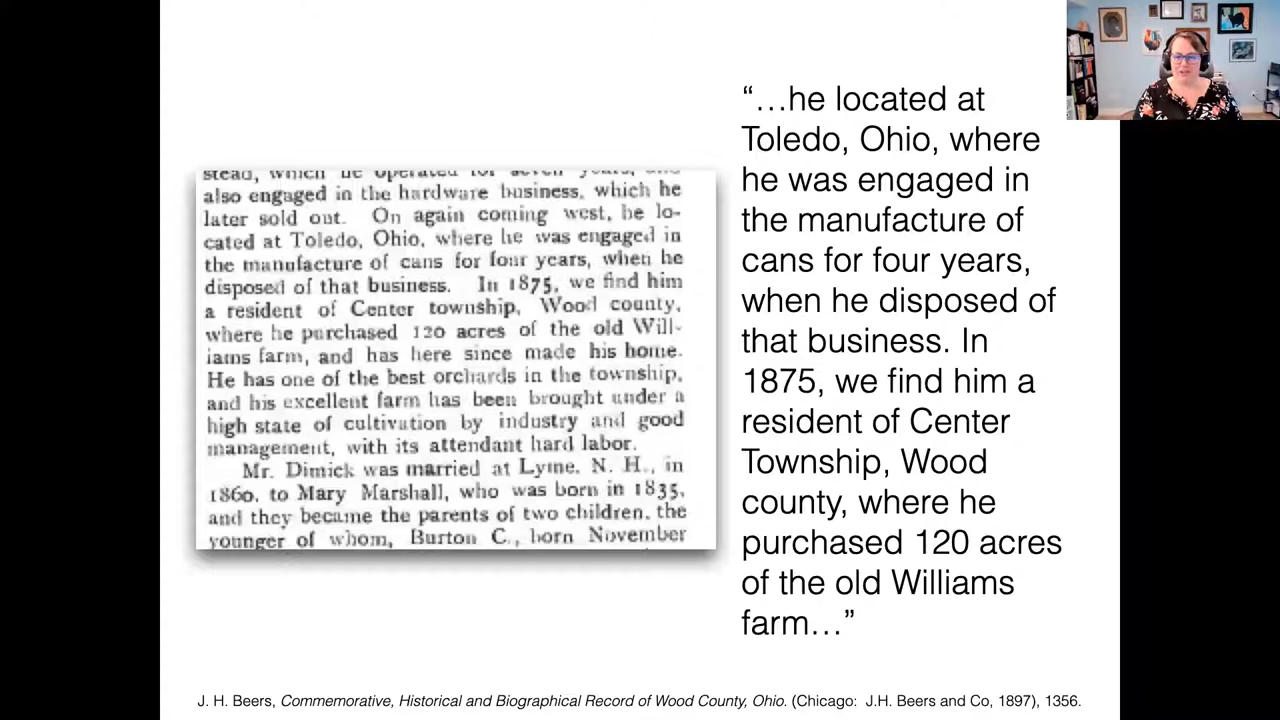 stead, which he operated for seven years, and
also engaged in the hardware business, which he
later sold out. On again coming west, he lo-
cated at Toledo, Ohio, where he was engaged in
the manufacture of cans for four years, when he
disposed of that business. In 1875, we find him
a resident of Center township, Wood county,
where he purchased 120 acres of the old Will-
iams farm, and has here since made his home.
He has one of the best orchards in the township,
and his excellent farm has been brought under a
high state of cultivation by industry and good
management, with its attendant hard labor.
Mr. Dimick was married at Lyme, N. H., in
1860, to Mary Marshall, who was born in 1835,
and they became the parents of two children, the
younger of whom, Burton C., born November
“…he located at
Toledo, Ohio, where
he was engaged in
the manufacture of
cans for four years,
when he disposed of
that business. In
1875, we find him a
resident of Center
Township, Wood
county, where he
purchased 120 acres
of the old Williams
farm…”
J. H. Beers, Commemorative, Historical and Biographical Record of Wood County, Ohio. (Chicago: J.H. Beers and Co, 1897), 1356.